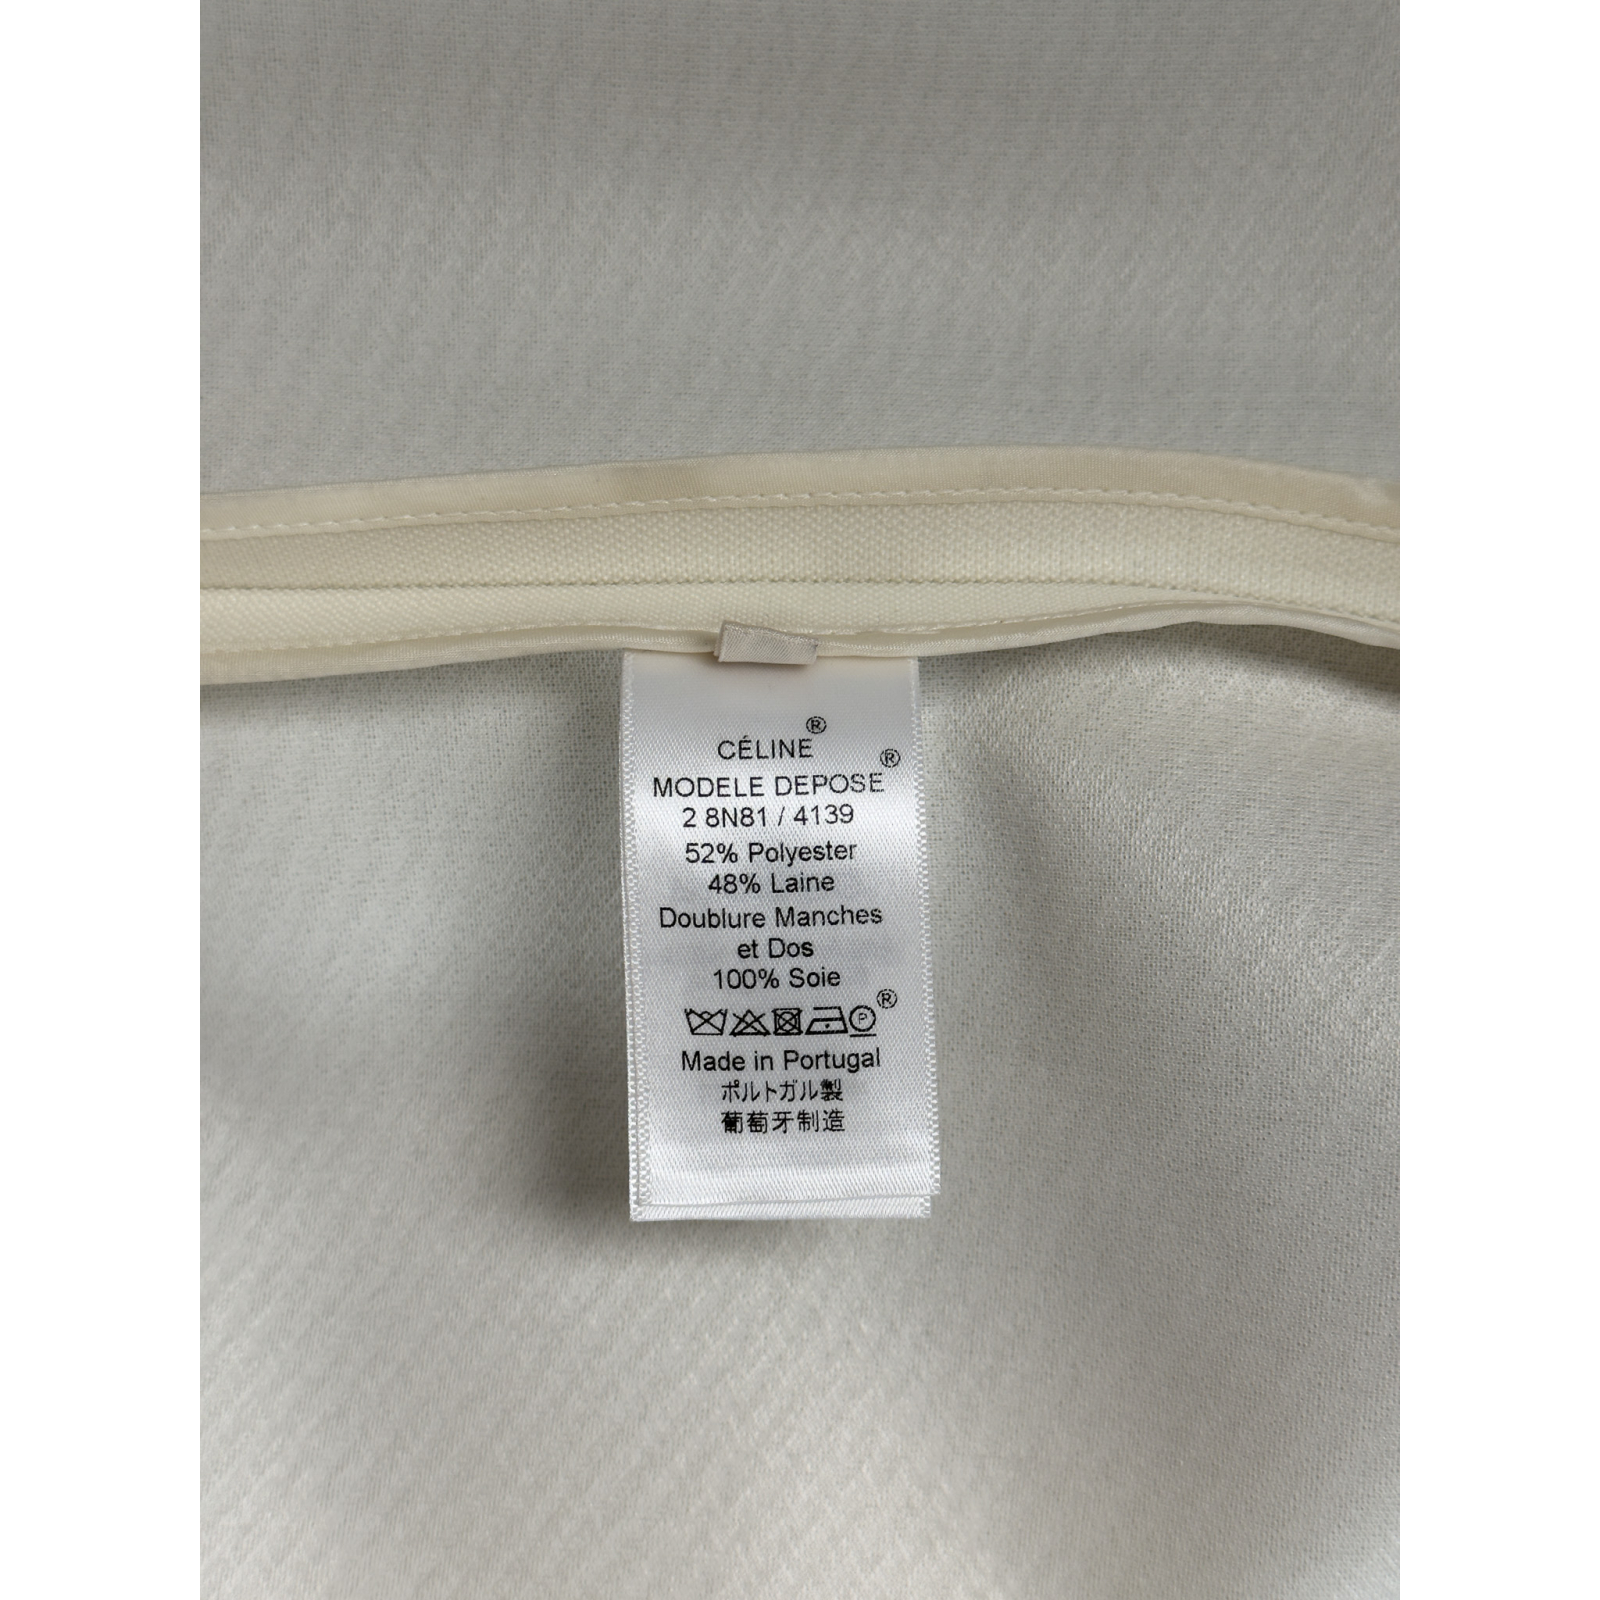 CÉLINE®
MODELE DEPOSE®
2 8N81 / 4139
52% Polyester
48% Laine
Doublure Manches
et Dos
100% Soie
P ®
Made in Portugal
ポルトガル製
葡萄牙制造